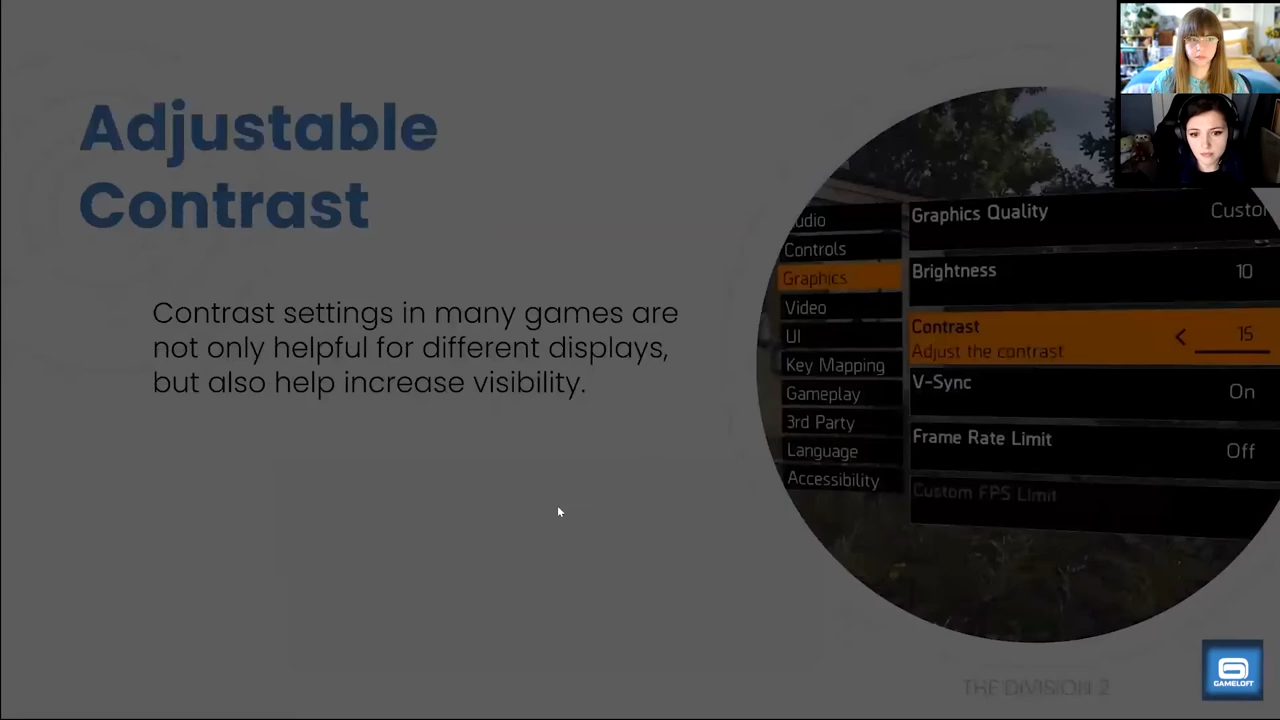 Adjustable
Contrast
Contrast settings in many games are
not only helpful for different displays,
but also help increase visibility.
udio
Controls
Graphics
Video
UI
Key Mapping
Gameplay
3rd Party
Language
Accessibility
Graphics Quality Custo
Brightness 10
Contrast 15
Adjust the contrast
V-Sync On
Frame Rate Limit Off
Custom FPS Limit
THE DIVISION 2
GAMELOFT